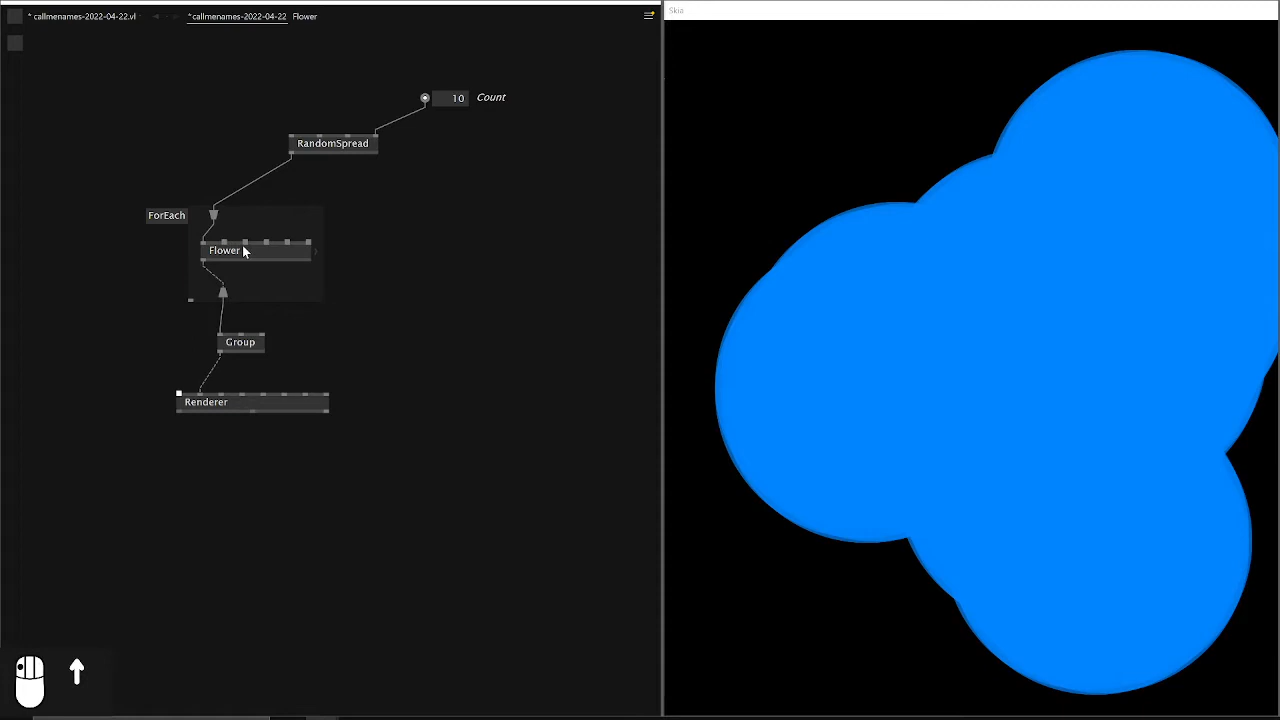 * callmenames-2022-04-22.vl
*callmenames-2022-04-22
Flower
Skia
10
Count
RandomSpread
ForEach
Flower
Group
Renderer